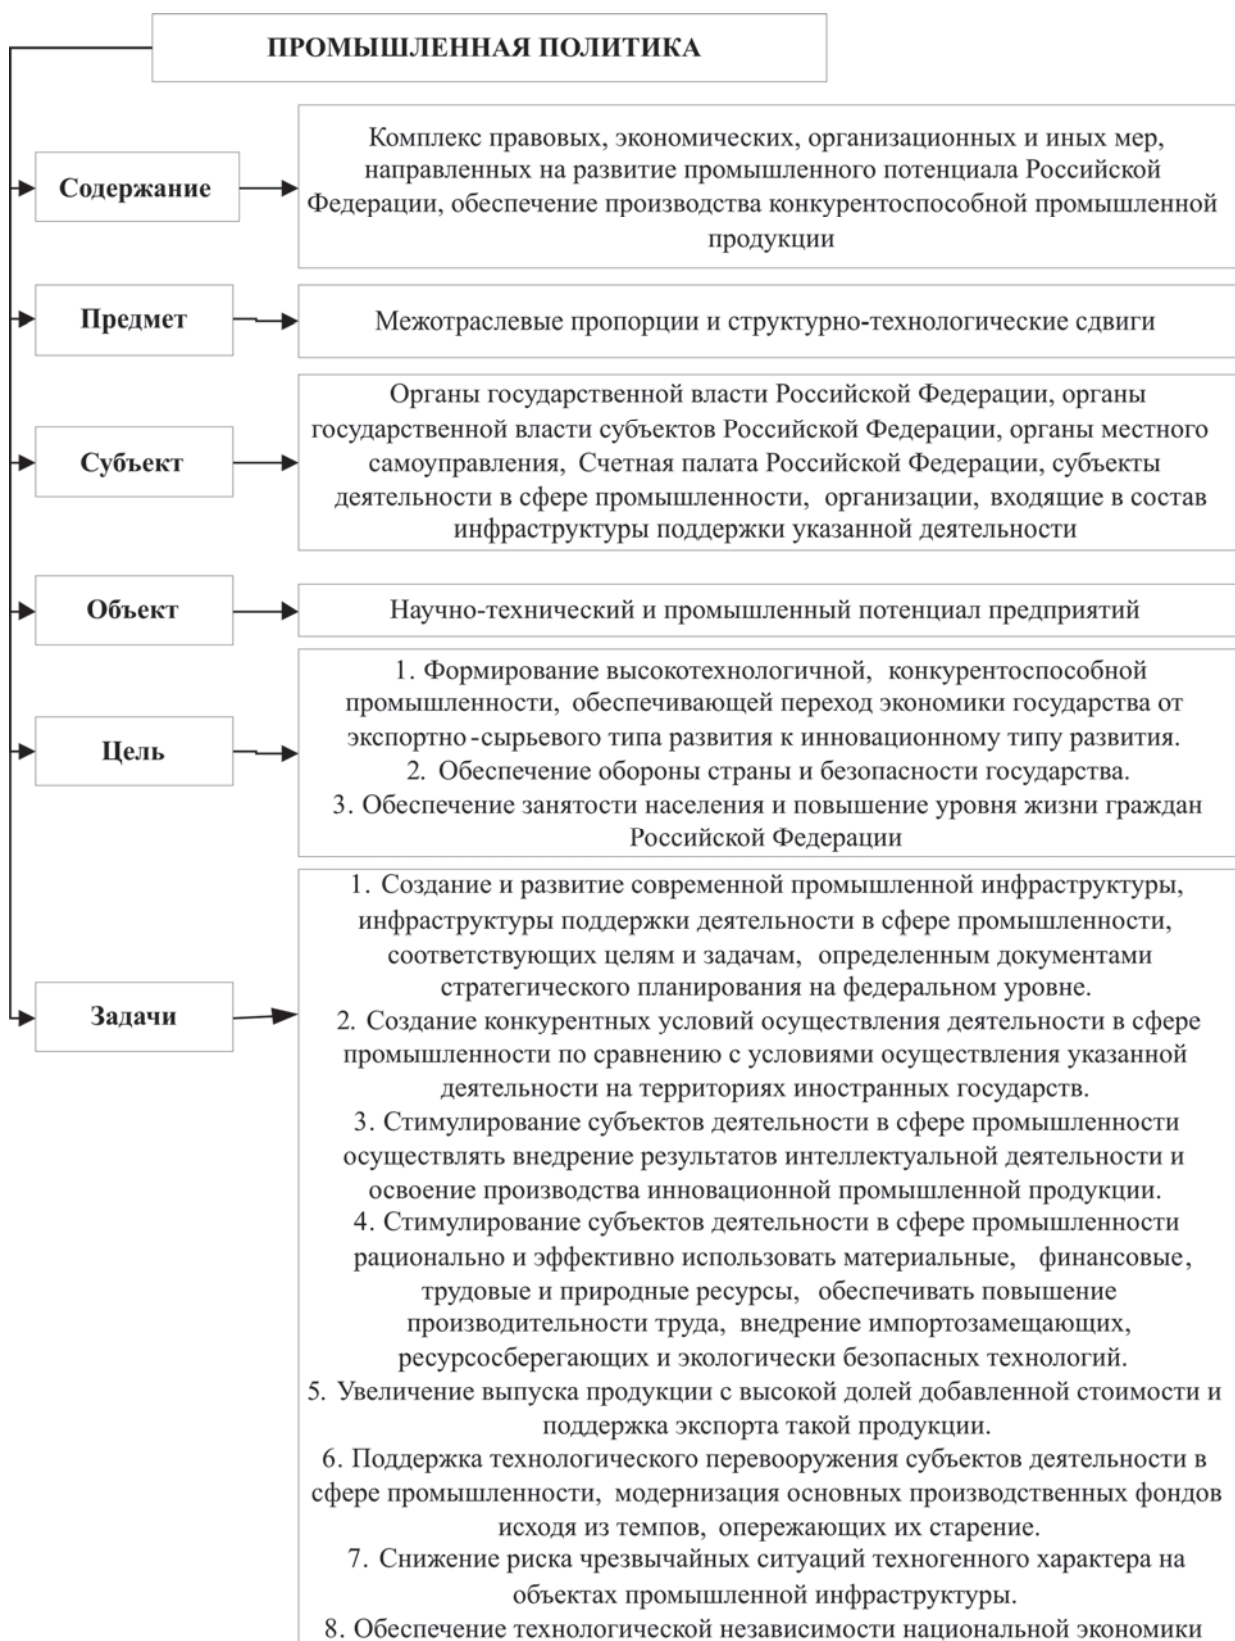 ПРОМЫШЛЕННАЯ ПОЛИТИКА
Содержание
Комплекс правовых, экономических, организационных и иных мер,
направленных на развитие промышленного потенциала Российской
Федерации, обеспечение производства конкурентоспособной промышленной
продукции
Предмет
Межотраслевые пропорции и структурно-технологические сдвиги
Субъект
Органы государственной власти Российской Федерации, органы
государственной власти субъектов Российской Федерации, органы местного
самоуправления, Счетная палата Российской Федерации, субъекты
деятельности в сфере промышленности, организации, входящие в состав
инфраструктуры поддержки указанной деятельности
Объект
Научно-технический и промышленный потенциал предприятий
Цель
1. Формирование высокотехнологичной, конкурентоспособной
промышленности, обеспечивающей переход экономики государства от
экспортно-сырьевого типа развития к инновационному типу развития.
2. Обеспечение обороны страны и безопасности государства.
3. Обеспечение занятости населения и повышение уровня жизни граждан
Российской Федерации
Задачи
1. Создание и развитие современной промышленной инфраструктуры,
инфраструктуры поддержки деятельности в сфере промышленности,
соответствующих целям и задачам, определенным документами
стратегического планирования на федеральном уровне.
2. Создание конкурентных условий осуществления деятельности в сфере
промышленности по сравнению с условиями осуществления указанной
деятельности на территориях иностранных государств.
3. Стимулирование субъектов деятельности в сфере промышленности
осуществлять внедрение результатов интеллектуальной деятельности и
освоение производства инновационной промышленной продукции.
4. Стимулирование субъектов деятельности в сфере промышленности
рационально и эффективно использовать материальные, финансовые,
трудовые и природные ресурсы, обеспечивать повышение
производительности труда, внедрение импортозамещающих,
ресурсосберегающих и экологически безопасных технологий.
5. Увеличение выпуска продукции с высокой долей добавленной стоимости и
поддержка экспорта такой продукции.
6. Поддержка технологического перевооружения субъектов деятельности в
сфере промышленности, модернизация основных производственных фондов
исходя из темпов, опережающих их старение.
7. Снижение риска чрезвычайных ситуаций техногенного характера на
объектах промышленной инфраструктуры.
8. Обеспечение технологической независимости национальной экономики